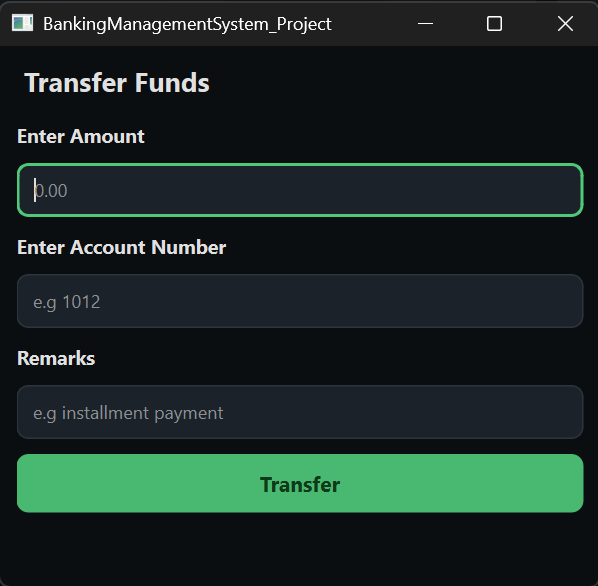 BankingManagementSystem_Project
Transfer Funds
Enter Amount
0.00
Enter Account Number
e.g 1012
Remarks
e.g installment payment
Transfer